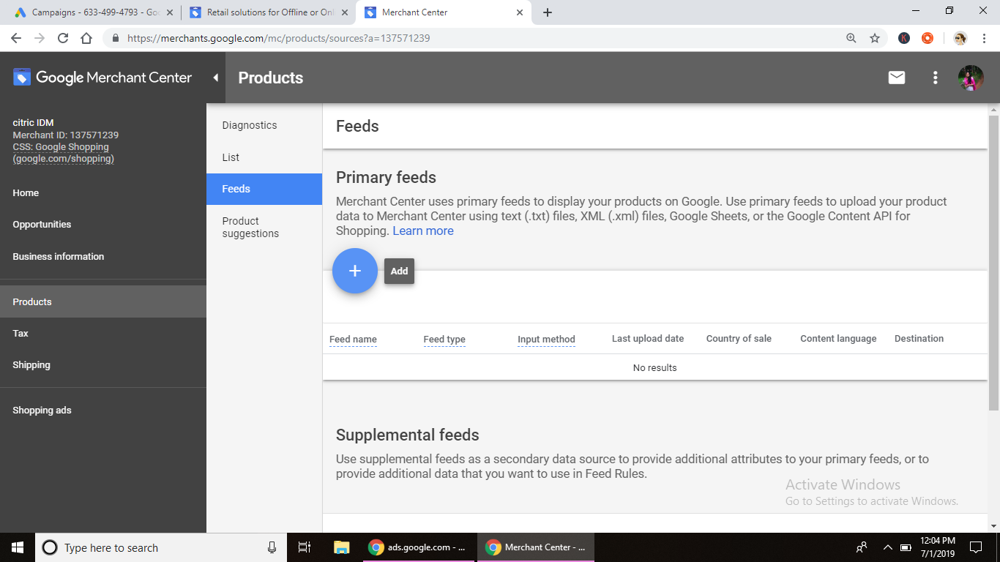 Campaigns - 633-499-4793 - Go
Retail solutions for Offline or Onl
Merchant Center
https://merchants.google.com/mc/products/sources?a=137571239
K
Google Merchant Center
Products
citric IDM
Merchant ID: 137571239
CSS: Google Shopping
(google.com/shopping)
Home
Opportunities
Business information
Products
Tax
Shipping
Shopping ads
Diagnostics
List
Feeds
Product
suggestions
Feeds
Primary feeds
Merchant Center uses primary feeds to display your products on Google. Use primary feeds to upload your product
data to Merchant Center using text (.txt) files, XML (.xml) files, Google Sheets, or the Google Content API for
Shopping. Learn more
+ Add
Feed name Feed type Input method Last upload date Country of sale Content language Destination
No results
Supplemental feeds
Use supplemental feeds as a secondary data source to provide additional attributes to your primary feeds, or to
provide additional data that you want to use in Feed Rules.
Activate Windows
Go to Settings to activate Windows.
Type here to search
ads.google.com - ...
Merchant Center - ...
12:04 PM
7/1/2019